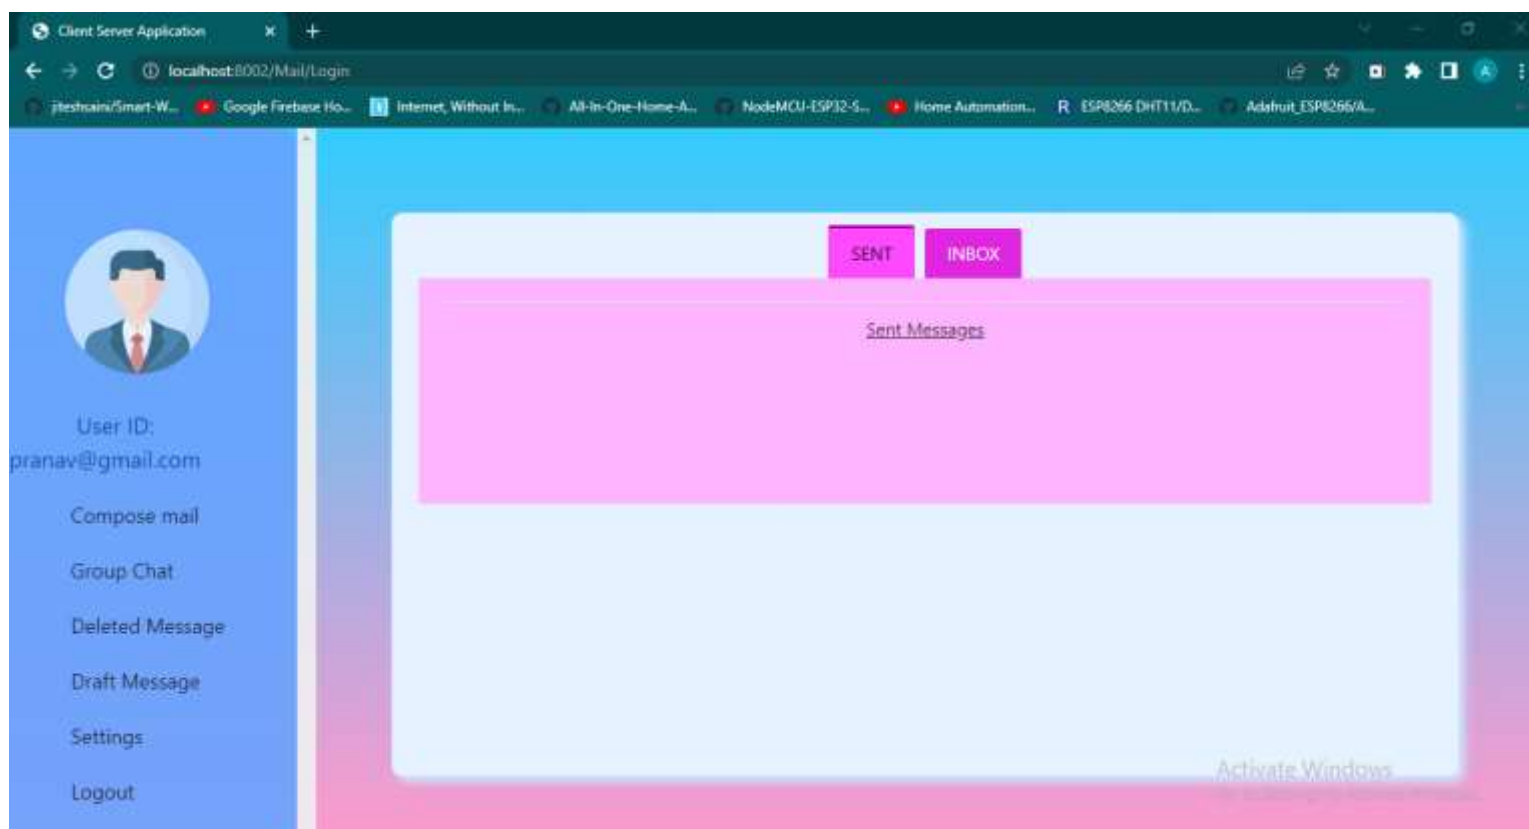 Client Server Application
localhost:8002/Mail/Login
A
jiteshsaini/Smart-W...
Google Firebase Ho...
Internet, Without In...
All-In-One-Home-A...
NodeMCU-ESP32-S...
Home Automation...
R ESP8266 DHT11/D...
Adafruit_ESP8266/A...
User ID:
pranav@gmail.com
Compose mail
Group Chat
Deleted Message
Draft Message
Settings
Logout
SENT
INBOX
Sent Messages
Activate Windows